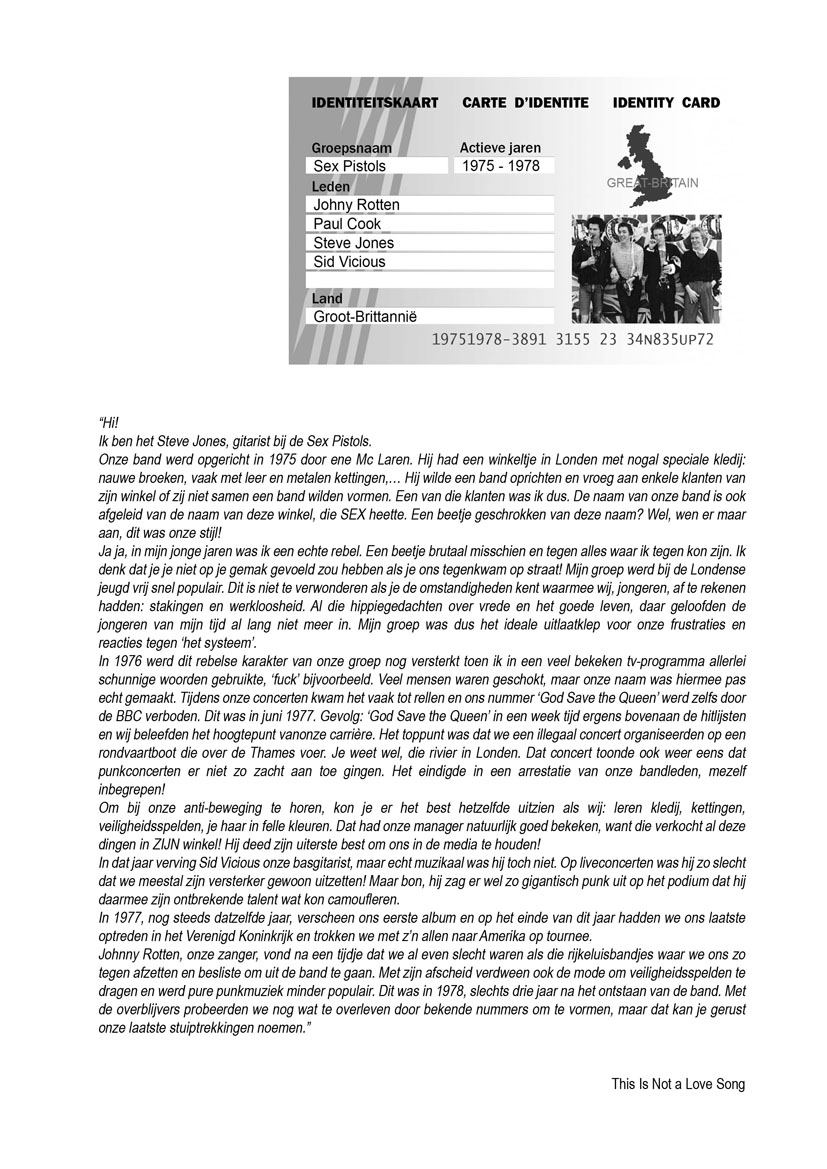 IDENTITEITSKAART CARTE D'IDENTITE IDENTITY CARD
Groepsnaam Actieve jaren
Sex Pistols 1975 - 1978
GREAT-BRITAIN
Leden
Johny Rotten
Paul Cook
Steve Jones
Sid Vicious
Land
Groot-Brittannië
19751978-3891 3155 23 34N835UP72
“Hi!
Ik ben het Steve Jones, gitarist bij de Sex Pistols.
Onze band werd opgericht in 1975 door ene Mc Laren. Hij had een winkeltje in Londen met nogal speciale kledij:
nauwe broeken, vaak met leer en metalen kettingen,… Hij wilde een band oprichten en vroeg aan enkele klanten van
zijn winkel of zij niet samen een band wilden vormen. Een van die klanten was ik dus. De naam van onze band is ook
afgeleid van de naam van deze winkel, die SEX heette. Een beetje geschrokken van deze naam? Wel, wen er maar
aan, dit was onze stijl!
Ja ja, in mijn jonge jaren was ik een echte rebel. Een beetje brutaal misschien en tegen alles waar ik tegen kon zijn. Ik
denk dat je je niet op je gemak gevoeld zou hebben als je ons tegenkwam op straat! Mijn groep werd bij de Londense
jeugd vrij snel populair. Dit is niet te verwonderen als je de omstandigheden kent waarmee wij, jongeren, af te rekenen
hadden: stakingen en werkloosheid. Al die hippiegedachten over vrede en het goede leven, daar geloofden de
jongeren van mijn tijd al lang niet meer in. Mijn groep was dus het ideale uitlaatklep voor onze frustraties en
reacties tegen ‘het systeem’.
In 1976 werd dit rebelse karakter van onze groep nog versterkt toen ik in een veel bekeken tv-programma allerlei
schunnige woorden gebruikte, ‘fuck’ bijvoorbeeld. Veel mensen waren geschokt, maar onze naam was hiermee pas
echt gemaakt. Tijdens onze concerten kwam het vaak tot rellen en ons nummer ‘God Save the Queen’ werd zelfs door
de BBC verboden. Dit was in juni 1977. Gevolg: ‘God Save the Queen’ in een week tijd ergens bovenaan de hitlijsten
en wij beleefden het hoogtepunt vanonze carrière. Het toppunt was dat we een illegaal concert organiseerden op een
rondvaartboot die over de Thames voer. Je weet wel, die rivier in Londen. Dat concert toonde ook weer eens dat
punkconcerten er niet zo zacht aan toe gingen. Het eindigde in een arrestatie van onze bandleden, mezelf
inbegrepen!
Om bij onze anti-beweging te horen, kon je er het best hetzelfde uitzien als wij: leren kledij, kettingen,
veiligheidsspelden, je haar in felle kleuren. Dat had onze manager natuurlijk goed bekeken, want die verkocht al deze
dingen in ZIJN winkel! Hij deed zijn uiterste best om ons in de media te houden!
In dat jaar verving Sid Vicious onze basgitarist, maar echt muzikaal was hij toch niet. Op liveconcerten was hij zo slecht
dat we meestal zijn versterker gewoon uitzetten! Maar bon, hij zag er wel zo gigantisch punk uit op het podium dat hij
daarmee zijn ontbrekende talent wat kon camoufleren.
In 1977, nog steeds datzelfde jaar, verscheen ons eerste album en op het einde van dit jaar hadden we ons laatste
optreden in het Verenigd Koninkrijk en trokken we met z’n allen naar Amerika op tournee.
Johnny Rotten, onze zanger, vond na een tijdje dat we al even slecht waren als die rijkeluisbandjes waar we ons zo
tegen afzetten en besliste om uit de band te gaan. Met zijn afscheid verdween ook de mode om veiligheidsspelden te
dragen en werd pure punkmuziek minder populair. Dit was in 1978, slechts drie jaar na het ontstaan van de band. Met
de overblijvers probeerden we nog wat te overleven door bekende nummers om te vormen, maar dat kan je gerust
onze laatste stuiptrekkingen noemen.”
This Is Not a Love Song